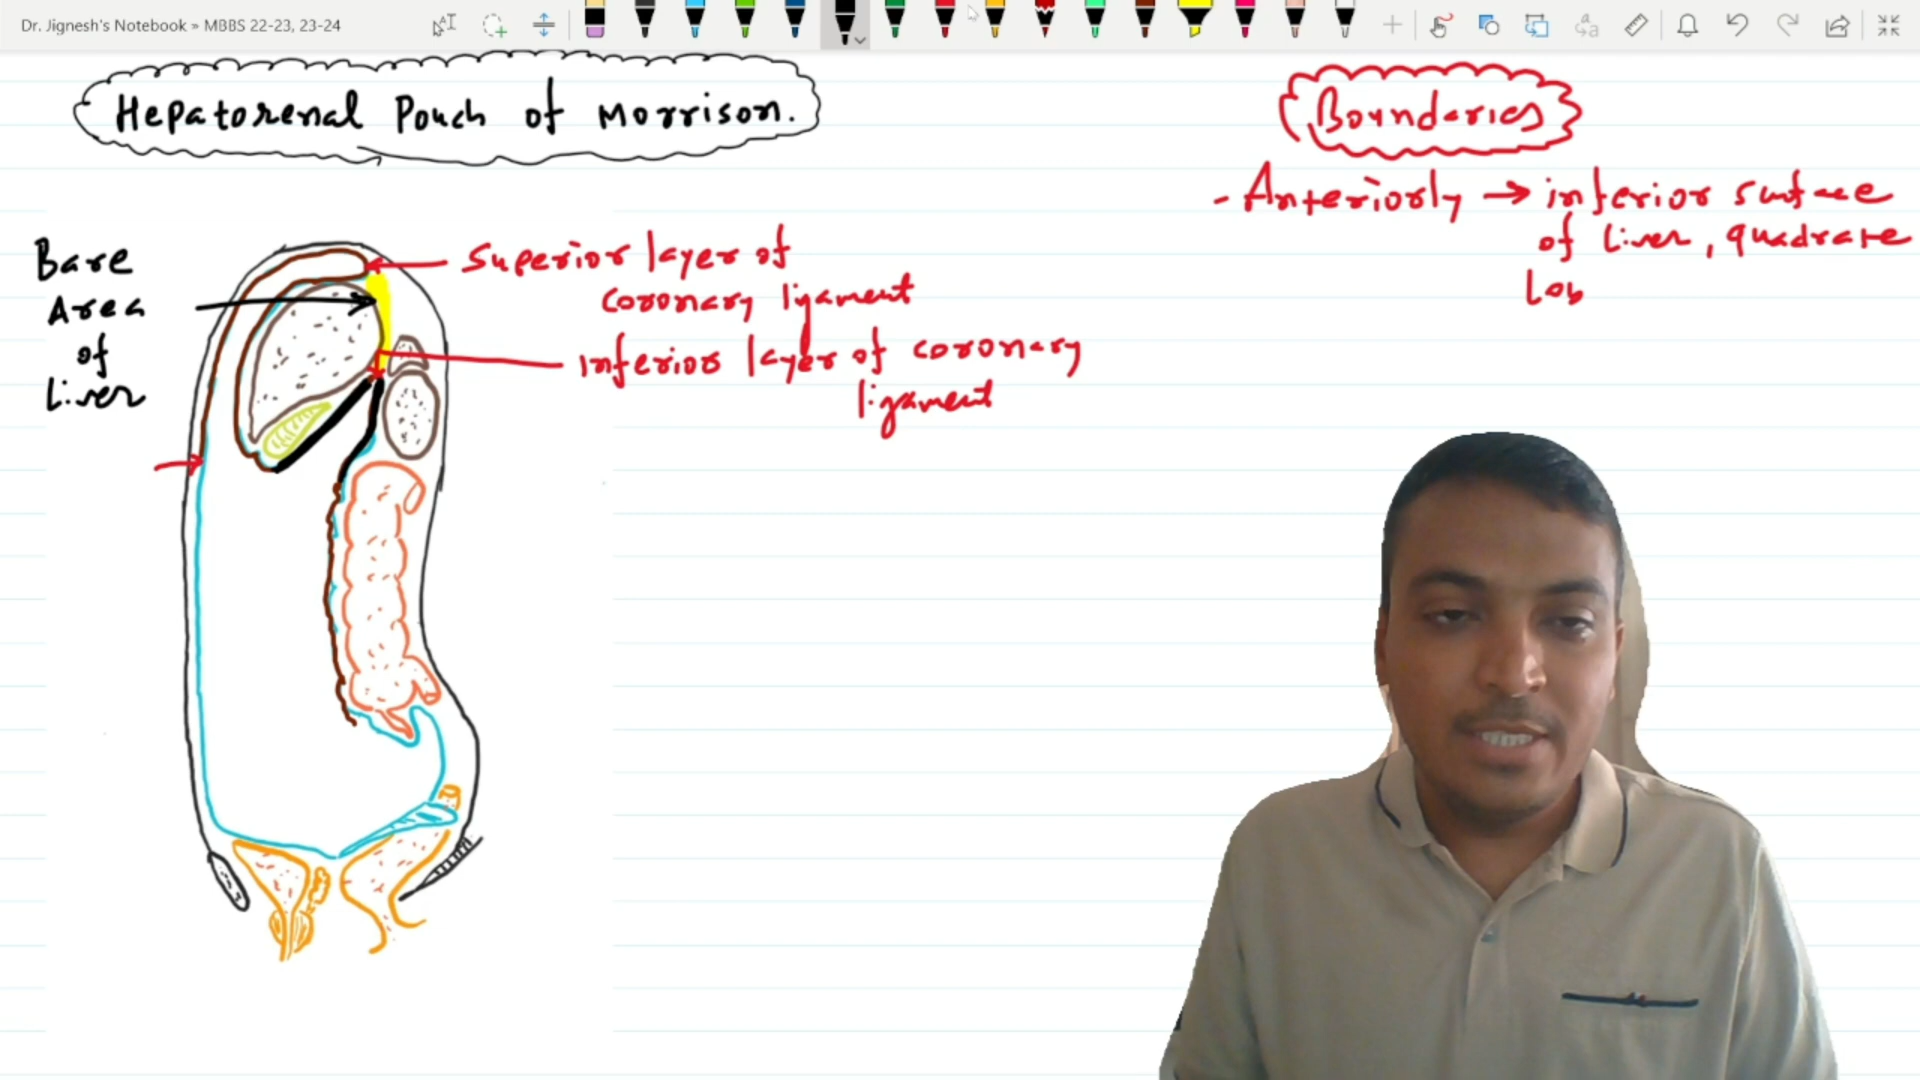 Dr. Jignesh's Notebook » MBBS 22-23, 23-24
Hepatorenal Pouch of Morrison.
Boundaries
- Anteriorly → inferior surface
of liver, quadrate
Lob
Bare
Area
of
Liver
Superior layer of
coronary ligament
Inferior layer of coronary
ligament